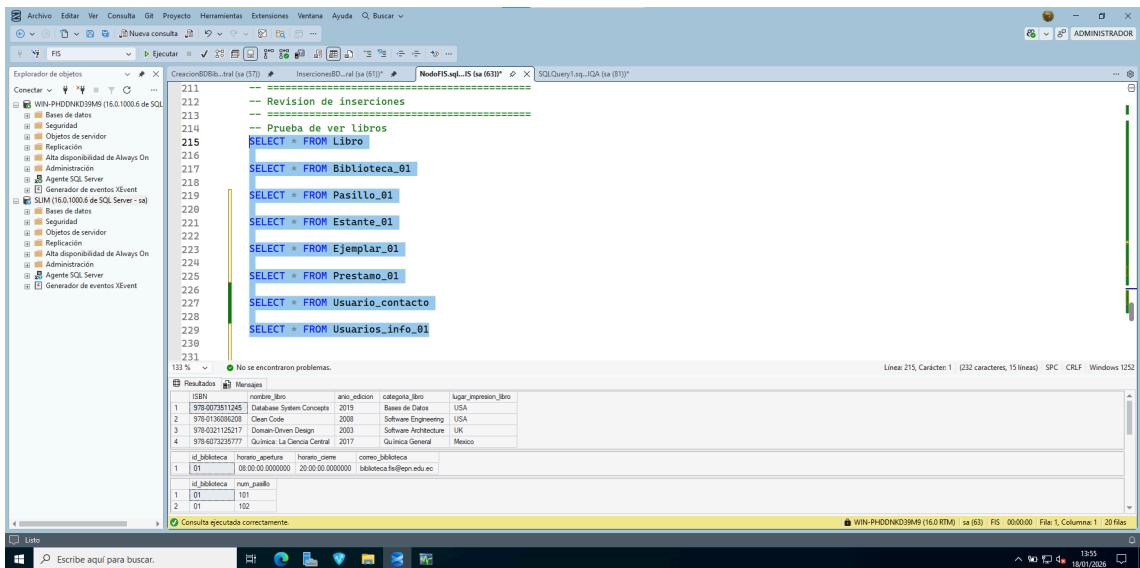 Archivo Editar Ver Consulta Git Proyecto Herramientas Extensiones Ventana Ayuda Buscar
Nueva consulta
ADMINISTRADOR
FIS Ejecutar
Explorador de objetos
CreacionBDBib...tral (sa (57)) InsercionesBD...ral (sa (61))* NodoFIS.sql...IS (sa (63))* SQLQuery1.sq...IQA (sa (81))*
Conectar
WIN-PHDDNKD39M9 (16.0.1000.6 de SQL
Bases de datos
Seguridad
Objetos de servidor
Replicación
Alta disponibilidad de Always On
Administración
Agente SQL Server
Generador de eventos XEvent
SLIM (16.0.1000.6 de SQL Server - sa)
Bases de datos
Seguridad
Objetos de servidor
Replicación
Alta disponibilidad de Always On
Administración
Agente SQL Server
Generador de eventos XEvent
211 -- ============================================
212 -- Revision de inserciones
213 -- ============================================
214 -- Prueba de ver libros
215 SELECT * FROM Libro
216
217 SELECT * FROM Biblioteca_01
218
219 SELECT * FROM Pasillo_01
220
221 SELECT * FROM Estante_01
222
223 SELECT * FROM Ejemplar_01
224
225 SELECT * FROM Prestamo_01
226
227 SELECT * FROM Usuario_contacto
228
229 SELECT * FROM Usuarios_info_01
230
231
133 % No se encontraron problemas. Línea: 215, Carácter: 1 (232 caracteres, 15 líneas) SPC CRLF Windows 1252
Resultados Mensajes
ISBN nombre_libro anio_edicion categoria_libro lugar_impresion_libro
1 978-0073511245 Database System Concepts 2019 Bases de Datos USA
2 978-0136086208 Clean Code 2008 Software Engineering USA
3 978-0321125217 Domain-Driven Design 2003 Software Architecture UK
4 978-6073235777 Química: La Ciencia Central 2017 Química General Mexico
id_biblioteca horario_apertura horario_cierre correo_biblioteca
1 01 08:00:00.0000000 20:00:00.0000000 biblioteca.fis@epn.edu.ec
id_biblioteca num_pasillo
1 01 101
2 01 102
Consulta ejecutada correctamente. WIN-PHDDNKD39M9 (16.0 RTM) sa (63) FIS 00:00:00 Fila: 1, Columna: 1 20 filas
Listo
Escribe aquí para buscar.
13:55
18/01/2026